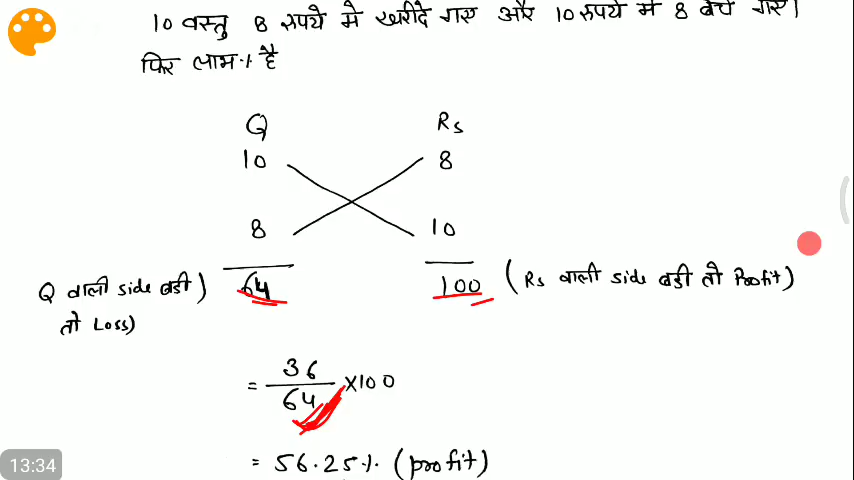 10 वस्तु 8 रुपये मे खरीदे गए और 10 रुपये में 8 बेचे गए।
फिर लाभ % है
Q Rs
10 8
8 10
64 100
Q वाली side बडी) (Rs वाली side बडी तो Profit)
तो Loss)
= 36/64 ×100
= 56.25% (profit)
13:34